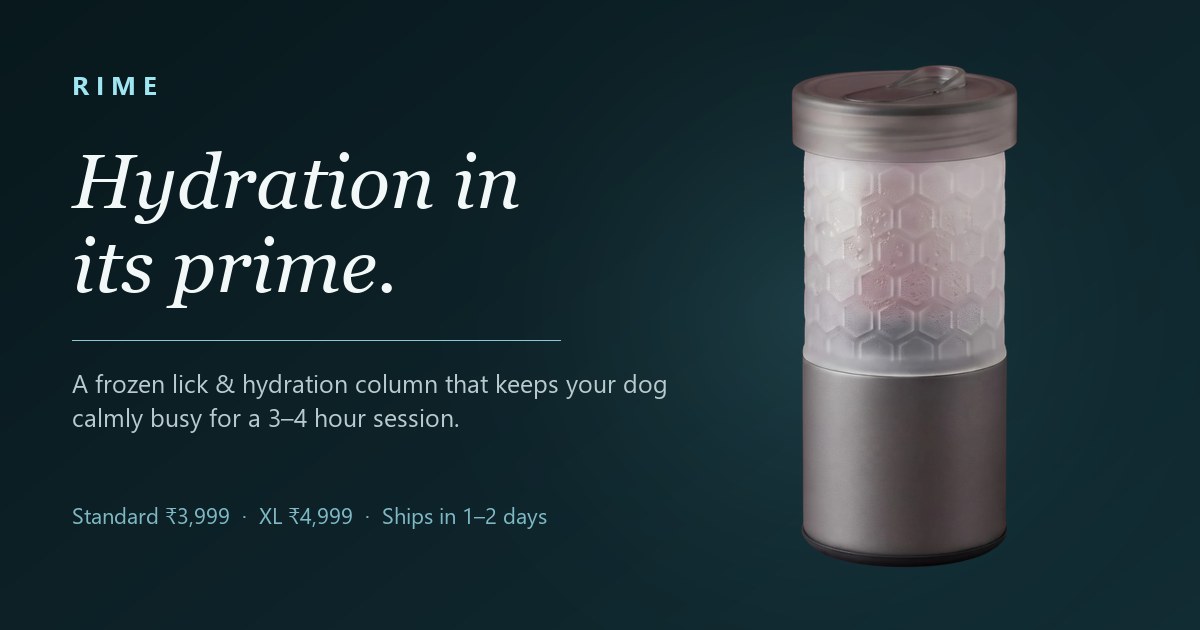 RIME
Hydration in
its prime.
A frozen lick & hydration column that keeps your dog
calmly busy for a 3–4 hour session.
Standard ₹3,999 · XL ₹4,999 · Ships in 1–2 days